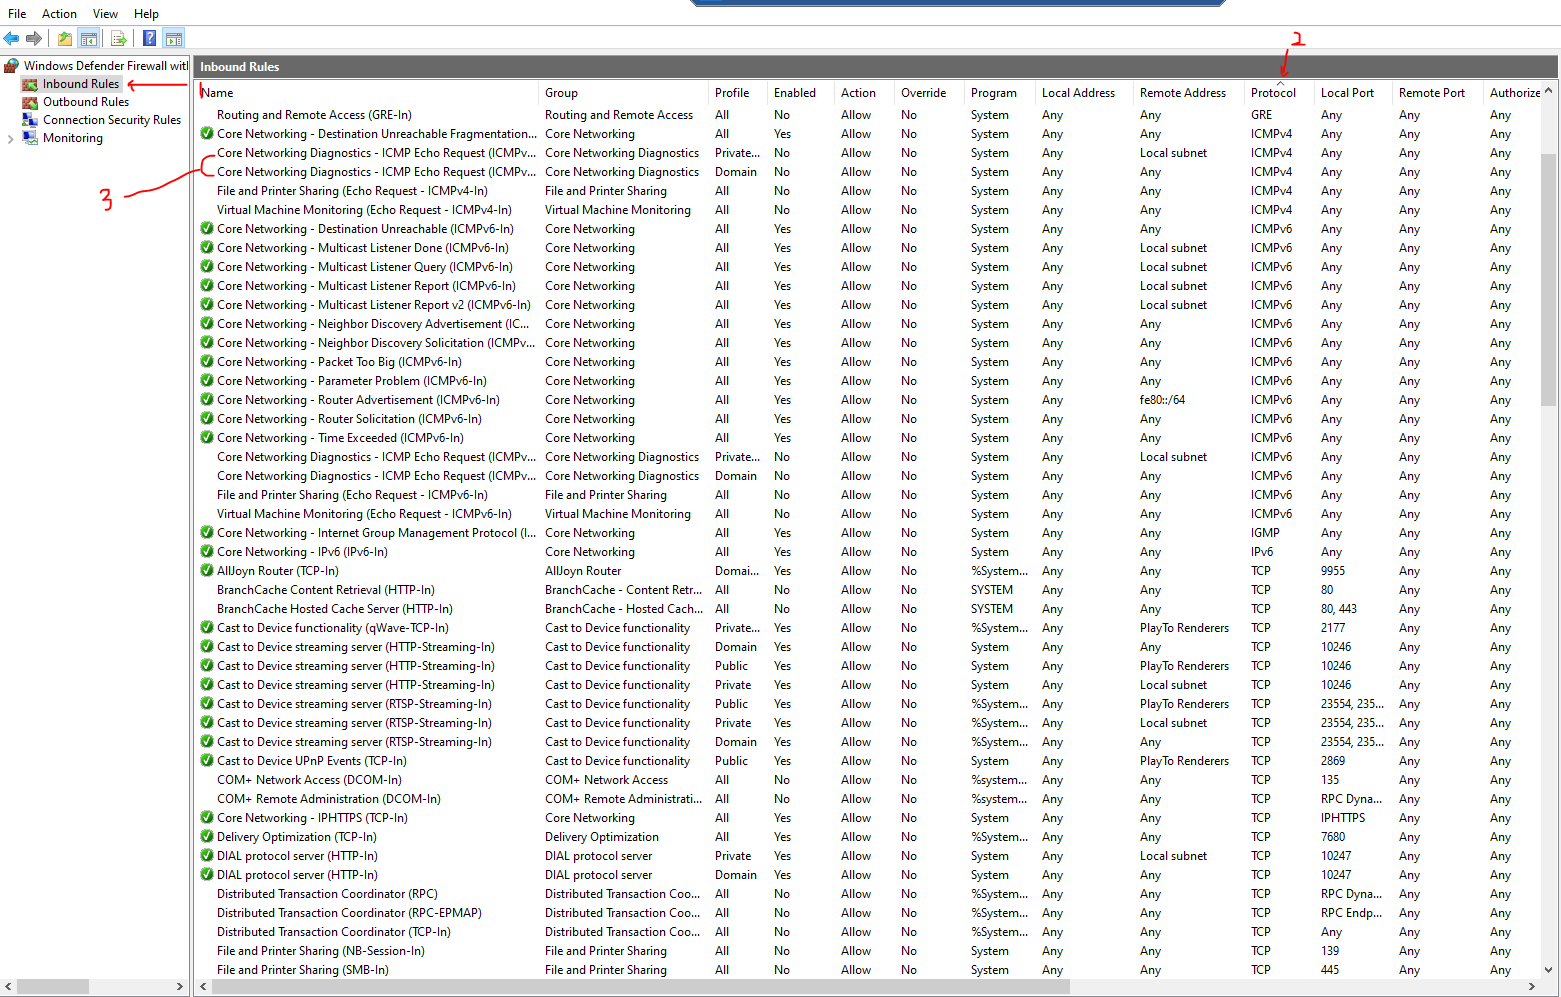 File Action View Help
2
Windows Defender Firewall with
Inbound Rules
Outbound Rules
Connection Security Rules
Monitoring
3
Inbound Rules
Name Group Profile Enabled Action Override Program Local Address Remote Address Protocol Local Port Remote Port Authorize
Routing and Remote Access (GRE-In) Routing and Remote Access All No Allow No System Any Any GRE Any Any Any
Core Networking - Destination Unreachable Fragmentation... Core Networking All Yes Allow No System Any Any ICMPv4 Any Any Any
Core Networking Diagnostics - ICMP Echo Request (ICMPv... Core Networking Diagnostics Private... No Allow No System Any Local subnet ICMPv4 Any Any Any
Core Networking Diagnostics - ICMP Echo Request (ICMPv... Core Networking Diagnostics Domain No Allow No System Any Any ICMPv4 Any Any Any
File and Printer Sharing (Echo Request - ICMPv4-In) File and Printer Sharing All No Allow No System Any Any ICMPv4 Any Any Any
Virtual Machine Monitoring (Echo Request - ICMPv4-In) Virtual Machine Monitoring All No Allow No System Any Any ICMPv4 Any Any Any
Core Networking - Destination Unreachable (ICMPv6-In) Core Networking All Yes Allow No System Any Any ICMPv6 Any Any Any
Core Networking - Multicast Listener Done (ICMPv6-In) Core Networking All Yes Allow No System Any Local subnet ICMPv6 Any Any Any
Core Networking - Multicast Listener Query (ICMPv6-In) Core Networking All Yes Allow No System Any Local subnet ICMPv6 Any Any Any
Core Networking - Multicast Listener Report (ICMPv6-In) Core Networking All Yes Allow No System Any Local subnet ICMPv6 Any Any Any
Core Networking - Multicast Listener Report v2 (ICMPv6-In) Core Networking All Yes Allow No System Any Local subnet ICMPv6 Any Any Any
Core Networking - Neighbor Discovery Advertisement (IC... Core Networking All Yes Allow No System Any Any ICMPv6 Any Any Any
Core Networking - Neighbor Discovery Solicitation (ICMPv... Core Networking All Yes Allow No System Any Any ICMPv6 Any Any Any
Core Networking - Packet Too Big (ICMPv6-In) Core Networking All Yes Allow No System Any Any ICMPv6 Any Any Any
Core Networking - Parameter Problem (ICMPv6-In) Core Networking All Yes Allow No System Any Any ICMPv6 Any Any Any
Core Networking - Router Advertisement (ICMPv6-In) Core Networking All Yes Allow No System Any fe80::/64 ICMPv6 Any Any Any
Core Networking - Router Solicitation (ICMPv6-In) Core Networking All Yes Allow No System Any Any ICMPv6 Any Any Any
Core Networking - Time Exceeded (ICMPv6-In) Core Networking All Yes Allow No System Any Any ICMPv6 Any Any Any
Core Networking Diagnostics - ICMP Echo Request (ICMPv... Core Networking Diagnostics Private... No Allow No System Any Local subnet ICMPv6 Any Any Any
Core Networking Diagnostics - ICMP Echo Request (ICMPv... Core Networking Diagnostics Domain No Allow No System Any Any ICMPv6 Any Any Any
File and Printer Sharing (Echo Request - ICMPv6-In) File and Printer Sharing All No Allow No System Any Any ICMPv6 Any Any Any
Virtual Machine Monitoring (Echo Request - ICMPv6-In) Virtual Machine Monitoring All No Allow No System Any Any ICMPv6 Any Any Any
Core Networking - Internet Group Management Protocol (I... Core Networking All Yes Allow No System Any Any IGMP Any Any Any
Core Networking - IPv6 (IPv6-In) Core Networking All Yes Allow No System Any Any IPv6 Any Any Any
AllJoyn Router (TCP-In) AllJoyn Router Domai... Yes Allow No %System... Any Any TCP 9955 Any Any
BranchCache Content Retrieval (HTTP-In) BranchCache - Content Retr... All No Allow No SYSTEM Any Any TCP 80 Any Any
BranchCache Hosted Cache Server (HTTP-In) BranchCache - Hosted Cach... All No Allow No SYSTEM Any Any TCP 80, 443 Any Any
Cast to Device functionality (qWave-TCP-In) Cast to Device functionality Private... Yes Allow No %System... Any PlayTo Renderers TCP 2177 Any Any
Cast to Device streaming server (HTTP-Streaming-In) Cast to Device functionality Domain Yes Allow No System Any Any TCP 10246 Any Any
Cast to Device streaming server (HTTP-Streaming-In) Cast to Device functionality Public Yes Allow No System Any PlayTo Renderers TCP 10246 Any Any
Cast to Device streaming server (HTTP-Streaming-In) Cast to Device functionality Private Yes Allow No System Any Local subnet TCP 10246 Any Any
Cast to Device streaming server (RTSP-Streaming-In) Cast to Device functionality Public Yes Allow No %System... Any PlayTo Renderers TCP 23554, 235... Any Any
Cast to Device streaming server (RTSP-Streaming-In) Cast to Device functionality Private Yes Allow No %System... Any Local subnet TCP 23554, 235... Any Any
Cast to Device streaming server (RTSP-Streaming-In) Cast to Device functionality Domain Yes Allow No %System... Any Any TCP 23554, 235... Any Any
Cast to Device UPnP Events (TCP-In) Cast to Device functionality Public Yes Allow No System Any PlayTo Renderers TCP 2869 Any Any
COM+ Network Access (DCOM-In) COM+ Network Access All No Allow No %system... Any Any TCP 135 Any Any
COM+ Remote Administration (DCOM-In) COM+ Remote Administrati... All No Allow No %system... Any Any TCP RPC Dyna... Any Any
Core Networking - IPHTTPS (TCP-In) Core Networking All Yes Allow No System Any Any TCP IPHTTPS Any Any
Delivery Optimization (TCP-In) Delivery Optimization All Yes Allow No %System... Any Any TCP 7680 Any Any
DIAL protocol server (HTTP-In) DIAL protocol server Private Yes Allow No System Any Local subnet TCP 10247 Any Any
DIAL protocol server (HTTP-In) DIAL protocol server Domain Yes Allow No System Any Any TCP 10247 Any Any
Distributed Transaction Coordinator (RPC) Distributed Transaction Coo... All No Allow No %System... Any Any TCP RPC Dyna... Any Any
Distributed Transaction Coordinator (RPC-EPMAP) Distributed Transaction Coo... All No Allow No %System... Any Any TCP RPC Endp... Any Any
Distributed Transaction Coordinator (TCP-In) Distributed Transaction Coo... All No Allow No %System... Any Any TCP Any Any Any
File and Printer Sharing (NB-Session-In) File and Printer Sharing All No Allow No System Any Any TCP 139 Any Any
File and Printer Sharing (SMB-In) File and Printer Sharing All No Allow No System Any Any TCP 445 Any Any